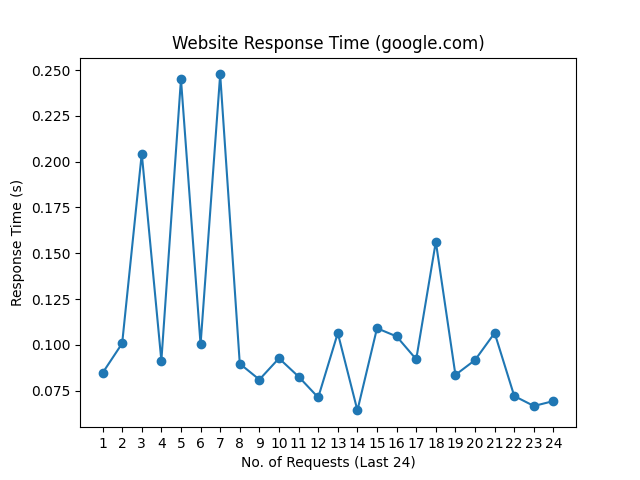 Website Response Time (google.com)
0.250
0.225
0.200
0.175
0.150
0.125
0.100
0.075
Response Time (s)
1 2 3 4 5 6 7 8 9 10 11 12 13 14 15 16 17 18 19 20 21 22 23 24
No. of Requests (Last 24)